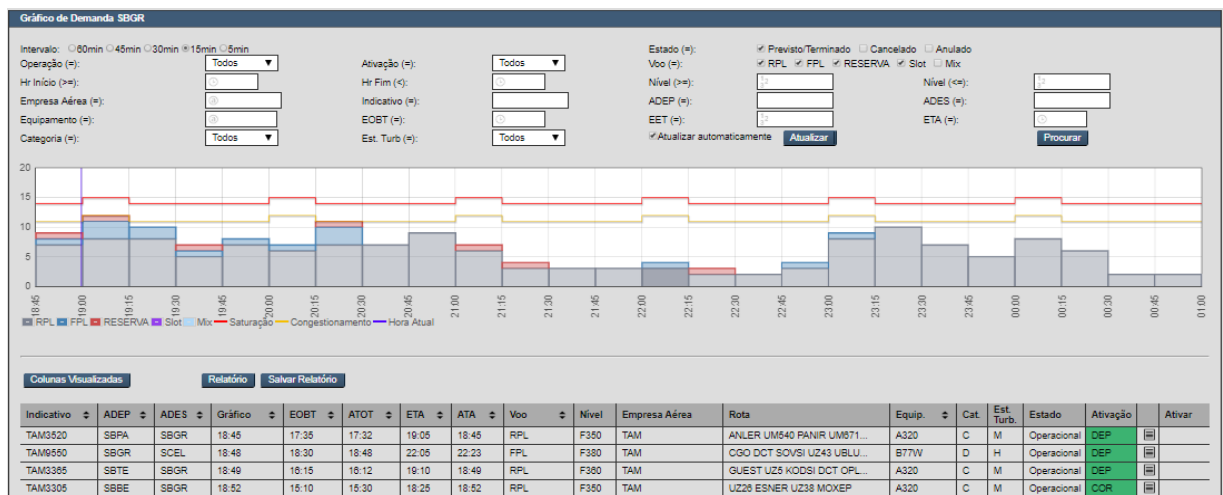 Gráfico de Demanda SBGR
Intervalo: 60min 45min 30min 15min 5min Estado (=): Previsto/Terminado Cancelado Anulado
Operação (=): Todos Ativação (=): Todos Voo (=): RPL FPL RESERVA Slot Mix
Hr Início (>=): Hr Fim (<): Nível (>=): Nível (<=):
Empresa Aérea (=): Indicativo (=): ADEP (=): ADES (=):
Equipamento (=): EOBT (=): EET (=): ETA (=):
Categoria (=): Todos Est. Turb (=): Todos Atualizar automaticamente Atualizar Procurar
20
15
10
5
0
18:45 19:00 19:15 19:30 19:45 20:00 20:15 20:30 20:45 21:00 21:15 21:30 21:45 22:00 22:15 22:30 22:45 23:00 23:15 23:30 23:45 00:00 00:15 00:30 00:45 01:00
RPL FPL RESERVA Slot Mix Saturação Congestionamento Hora Atual
Colunas Visualizadas Relatório Salvar Relatório
Indicativo ADEP ADES Gráfico EOBT ATOT ETA ATA Voo Nível Empresa Aérea Rota Equip. Cat. Est. Turb. Estado Ativação Ativar
TAM3520 SBPA SBGR 18:45 17:35 17:32 19:05 18:45 RPL F350 TAM ANLER UM540 PANIR UM671... A320 C M Operacional DEP
TAM9550 SBGR SCEL 18:48 18:30 18:48 22:05 22:23 FPL F380 TAM CGO DCT SOVSI UZ43 UBLU... B77W D H Operacional DEP
TAM3365 SBTE SBGR 18:49 16:15 16:12 19:10 18:49 RPL F360 TAM GUEST UZ5 KODSI DCT OPL... A320 C M Operacional DEP
TAM3305 SBBE SBGR 18:52 15:10 15:30 18:25 18:52 RPL F350 TAM UZ26 ESNER UZ38 MOXEP A320 C M Operacional COR